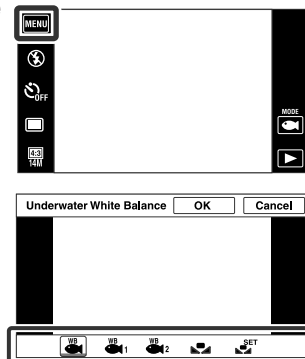 MENU
OFF
4:3
14M
MODE
Underwater White Balance OK Cancel
WB WB 1 WB 2 SET